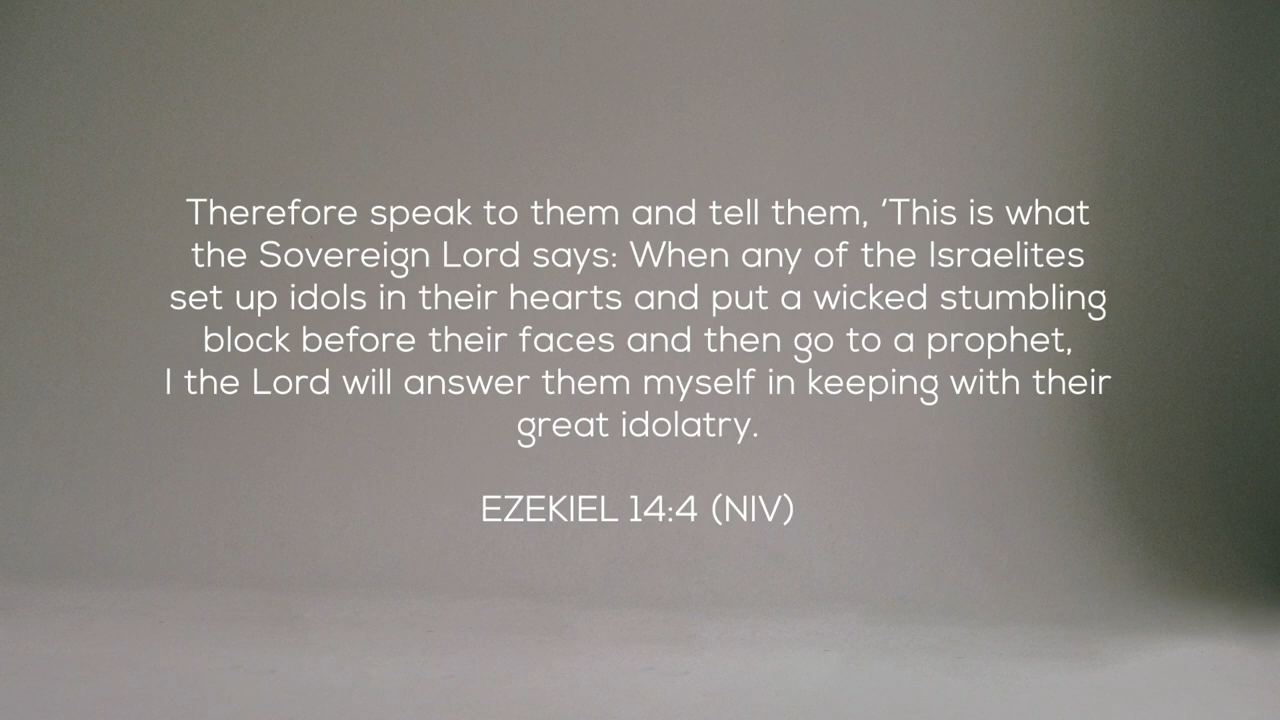 Therefore speak to them and tell them, ‘This is what
the Sovereign Lord says: When any of the Israelites
set up idols in their hearts and put a wicked stumbling
block before their faces and then go to a prophet,
I the Lord will answer them myself in keeping with their
great idolatry.
EZEKIEL 14:4 (NIV)